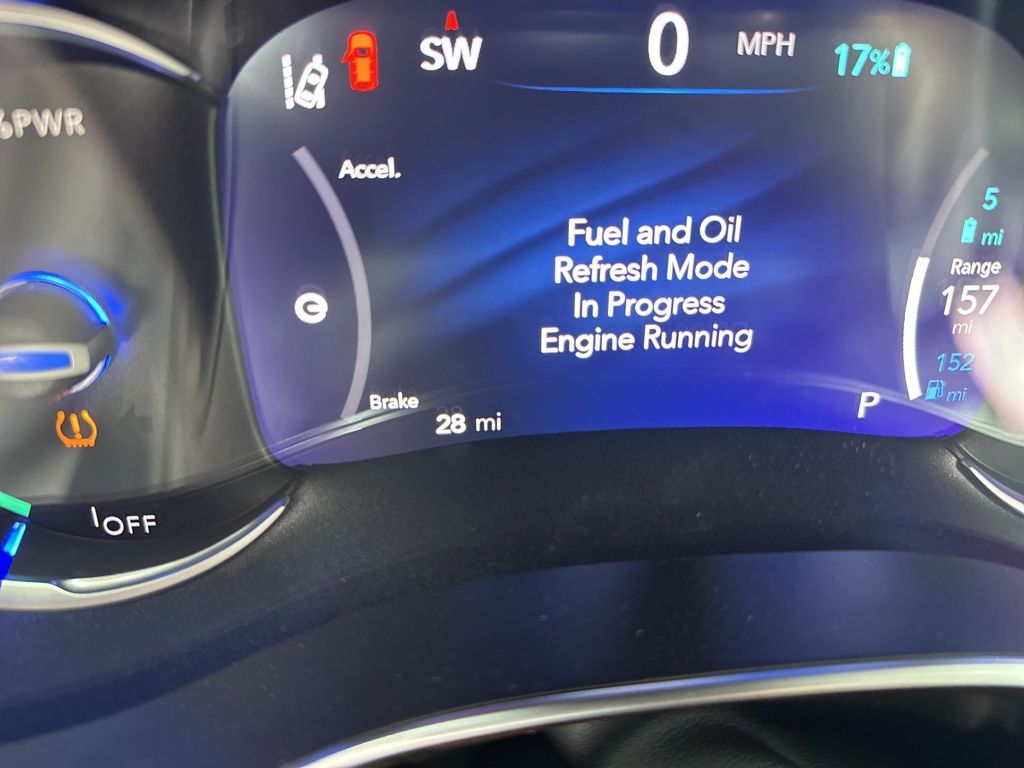 SW
0 MPH
17%
%PWR
Accel.
5
mi
Fuel and Oil
Refresh Mode
In Progress
Engine Running
Range
157
mi
152
mi
Brake
28 mi
P
OFF